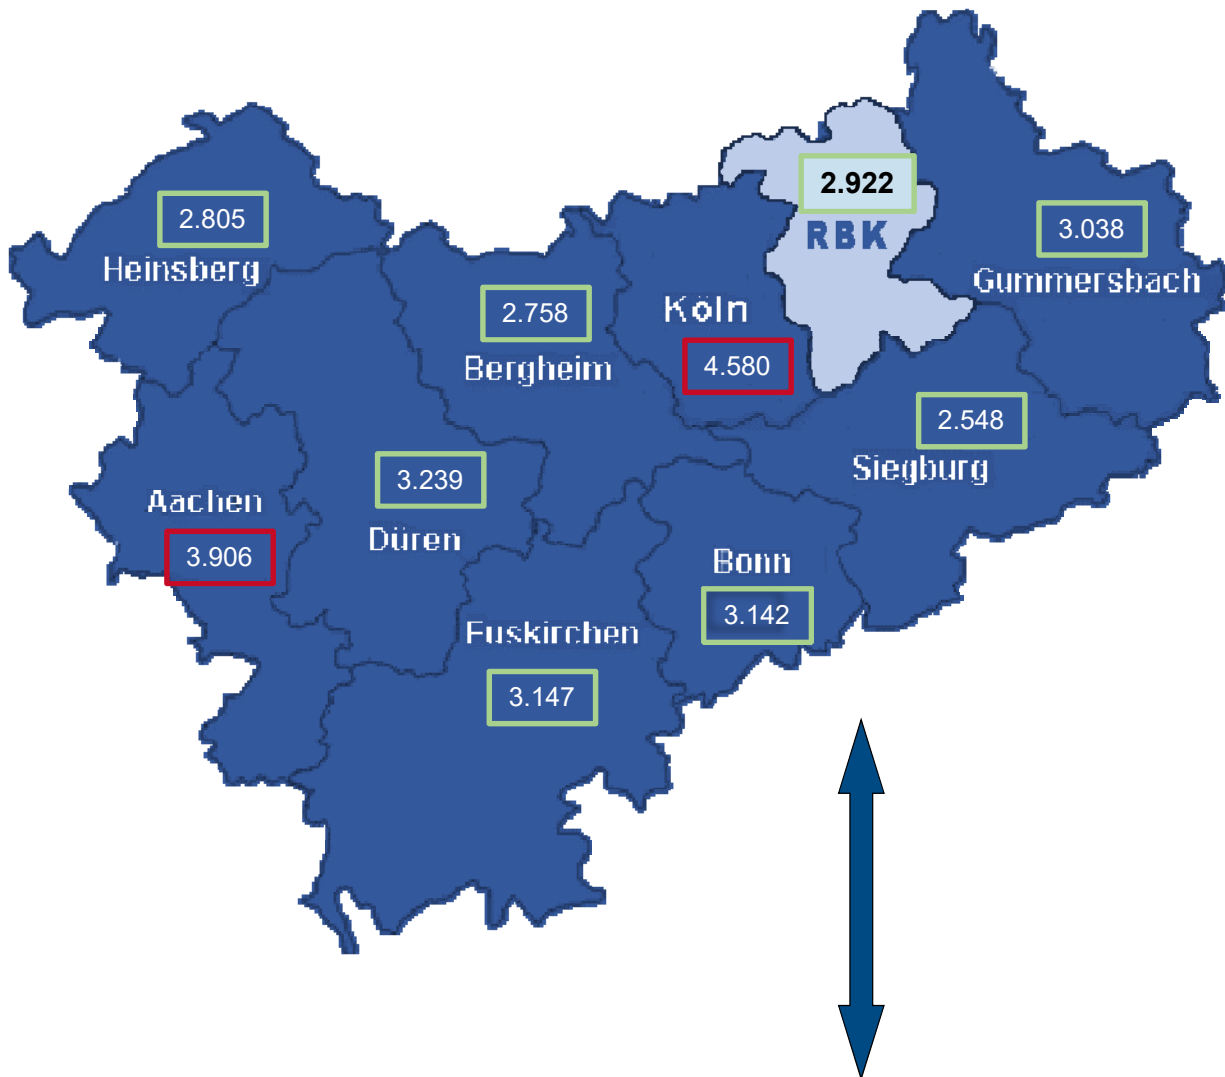 2.922
RBK
2.805
Heinsberg
3.038
Gummersbach
2.758
Bergheim
Köln
4.580
2.548
Siegburg
3.239
Düren
Aachen
3.906
Bonn
3.142
Euskirchen
3.147